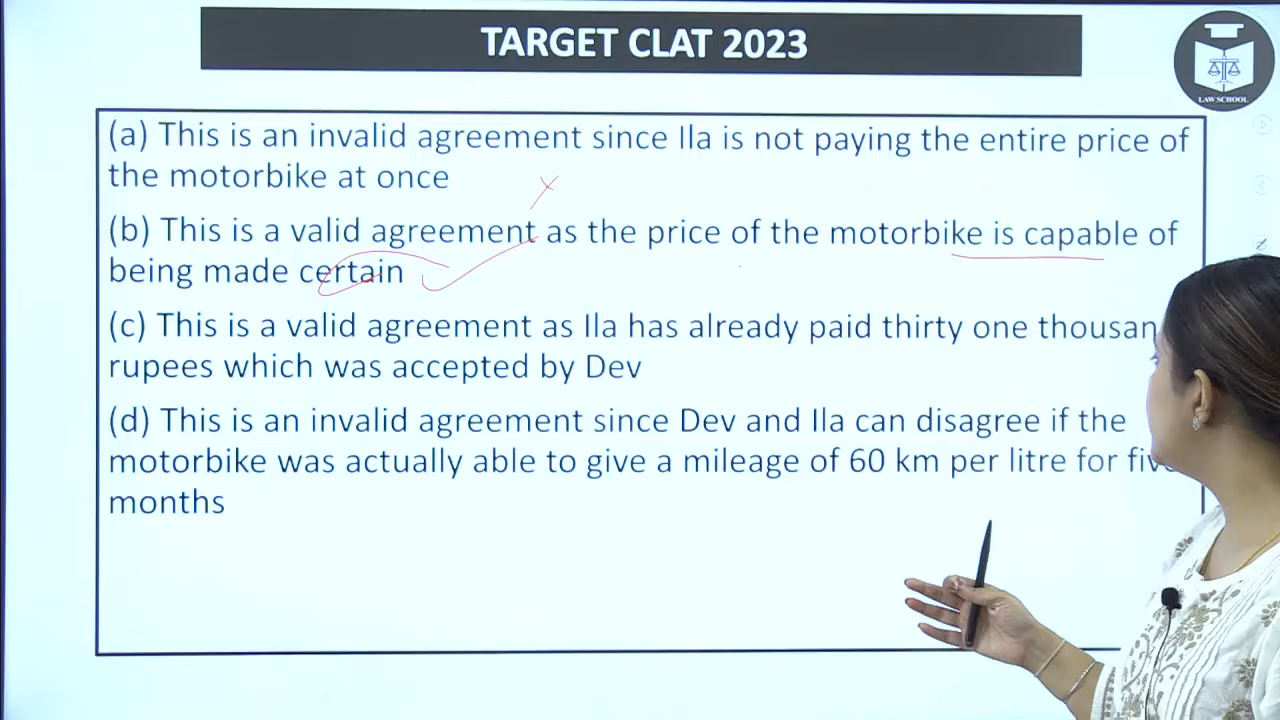 TARGET CLAT 2023
LAW SCHOOL
(a) This is an invalid agreement since Ila is not paying the entire price of
the motorbike at once
(b) This is a valid agreement as the price of the motorbike is capable of
being made certain
(c) This is a valid agreement as Ila has already paid thirty one thousan
rupees which was accepted by Dev
(d) This is an invalid agreement since Dev and Ila can disagree if the
motorbike was actually able to give a mileage of 60 km per litre for five
months